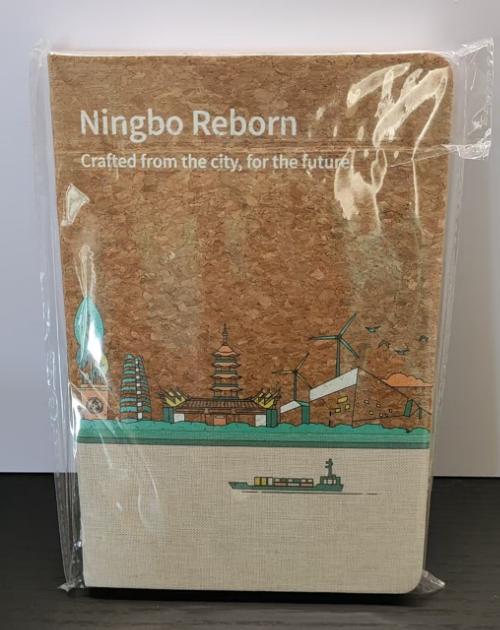 Ningbo Reborn
Crafted from the city, for the future